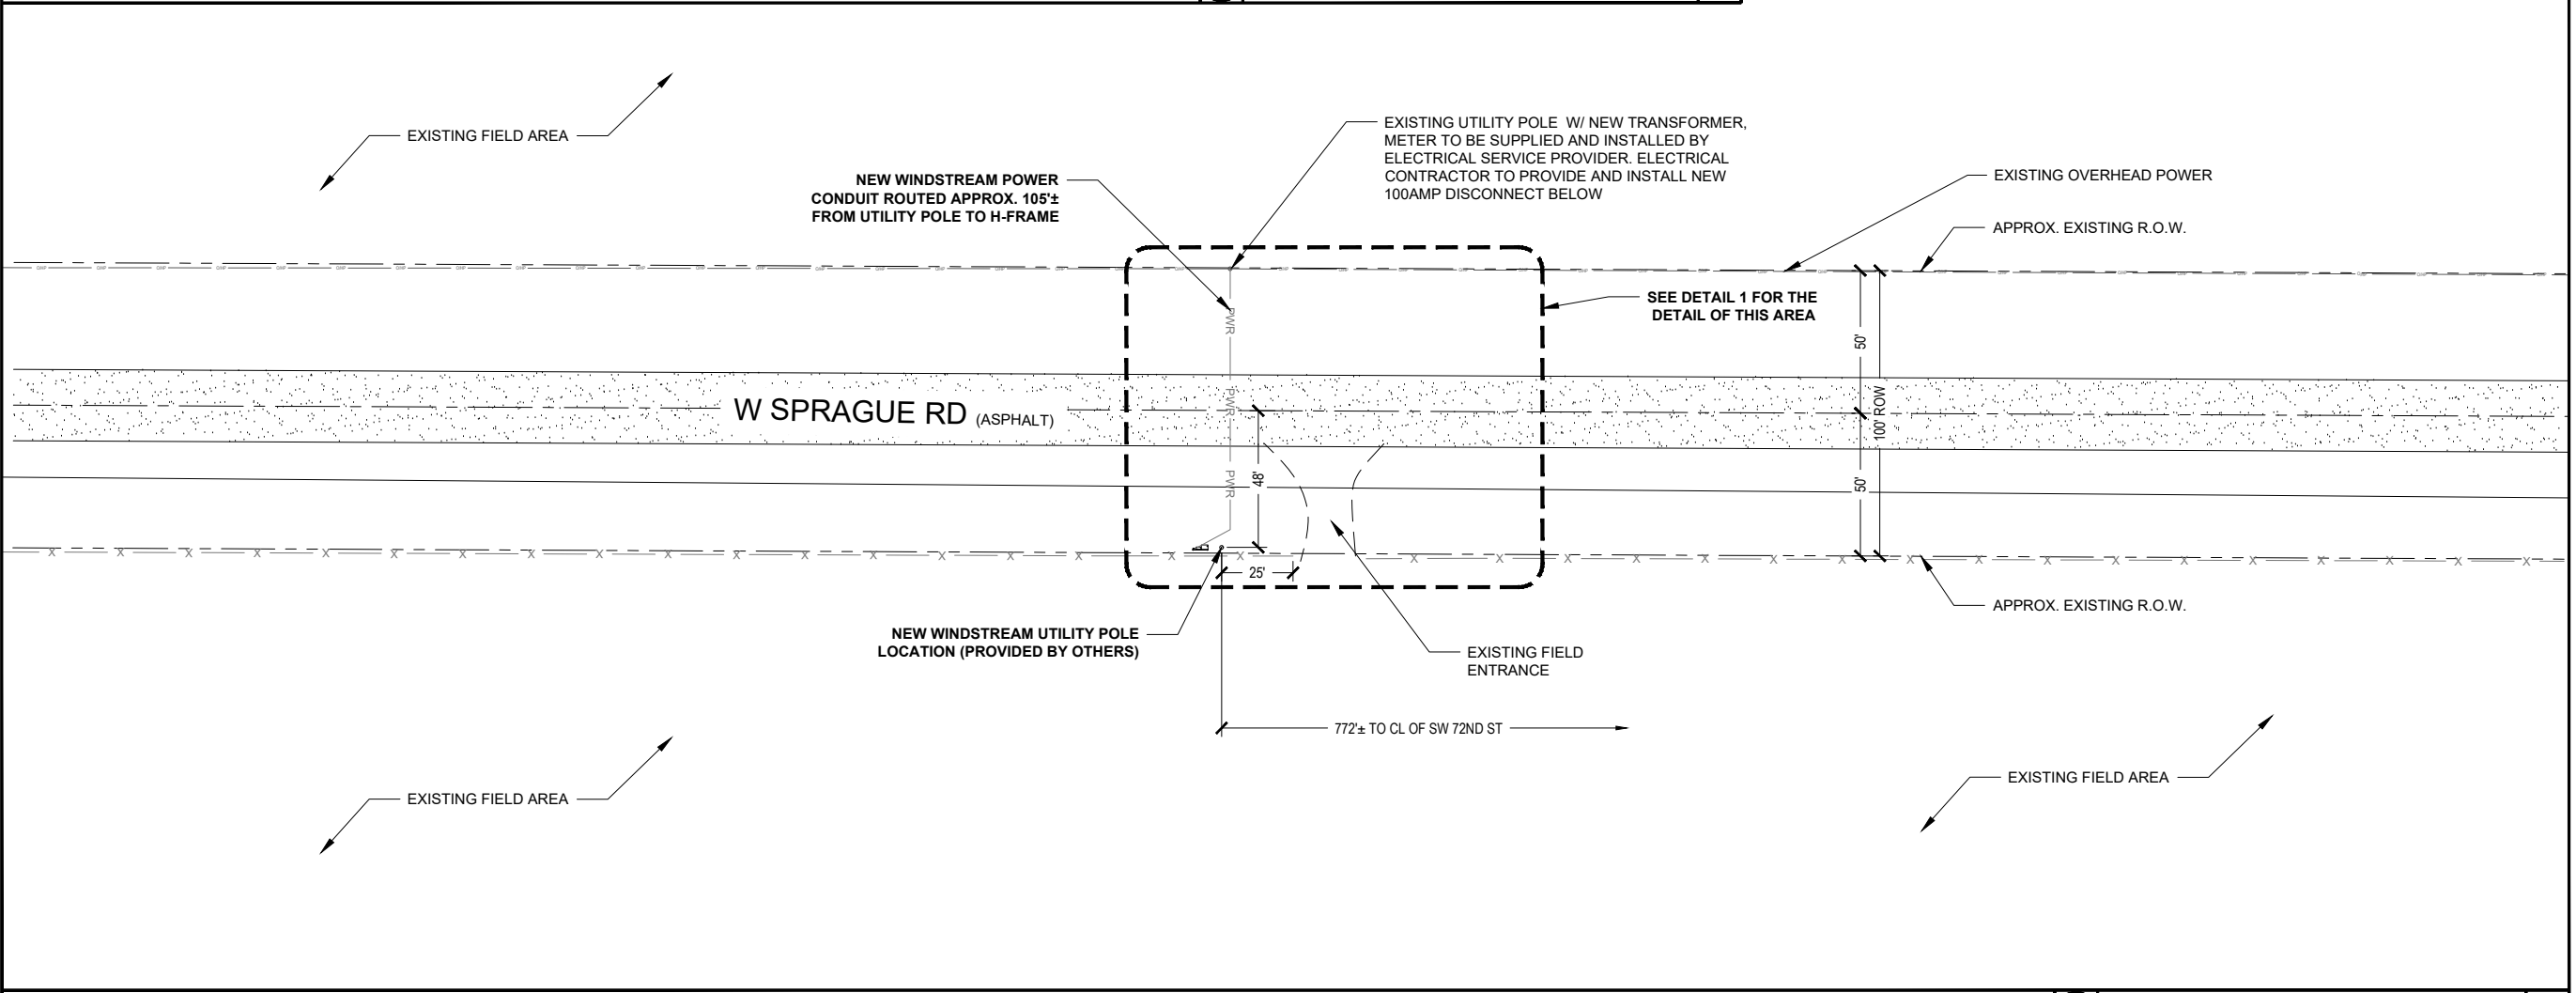 EXISTING FIELD AREA
EXISTING UTILITY POLE W/ NEW TRANSFORMER,
METER TO BE SUPPLIED AND INSTALLED BY
ELECTRICAL SERVICE PROVIDER. ELECTRICAL
CONTRACTOR TO PROVIDE AND INSTALL NEW
100AMP DISCONNECT BELOW
NEW WINDSTREAM POWER
CONDUIT ROUTED APPROX. 105'±
FROM UTILITY POLE TO H-FRAME
EXISTING OVERHEAD POWER
APPROX. EXISTING R.O.W.
SEE DETAIL 1 FOR THE
DETAIL OF THIS AREA
PWR
50'
W SPRAGUE RD (ASPHALT)
PWR
100' ROW
PWR
48'
50'
25'
APPROX. EXISTING R.O.W.
NEW WINDSTREAM UTILITY POLE
LOCATION (PROVIDED BY OTHERS)
EXISTING FIELD
ENTRANCE
772'± TO CL OF SW 72ND ST
EXISTING FIELD AREA
EXISTING FIELD AREA